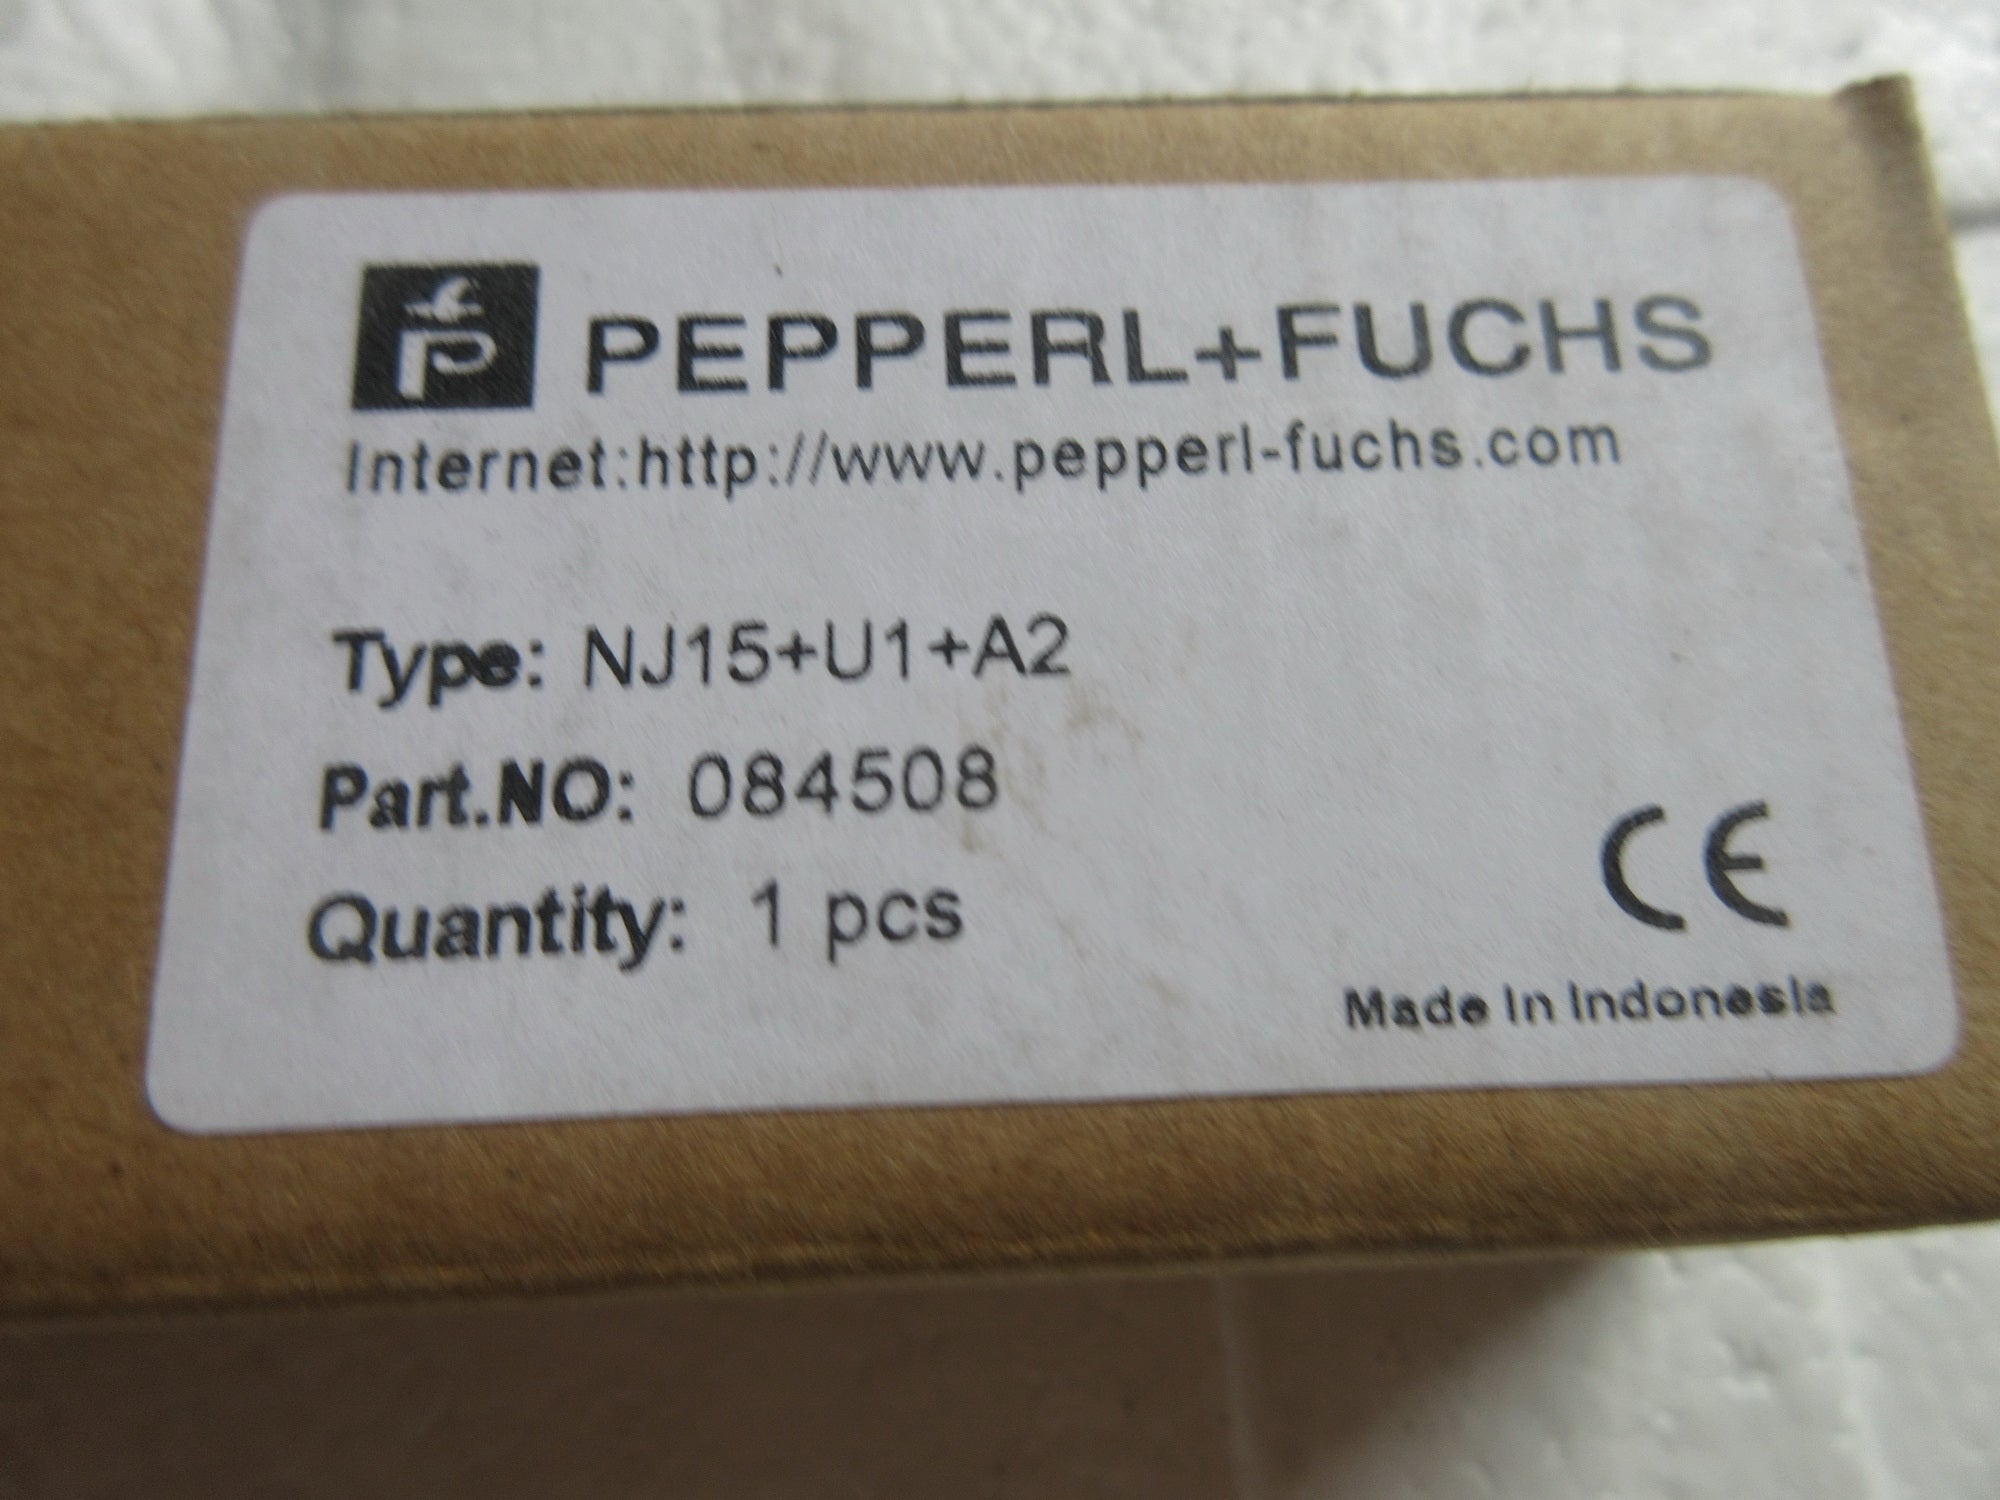 PEPPERL+FUCHS
Internet:http://www.pepperl-fuchs.com
Type: NJ15+U1+A2
Part.NO: 084508
Quantity: 1 pcs
CE
Made In Indonesia